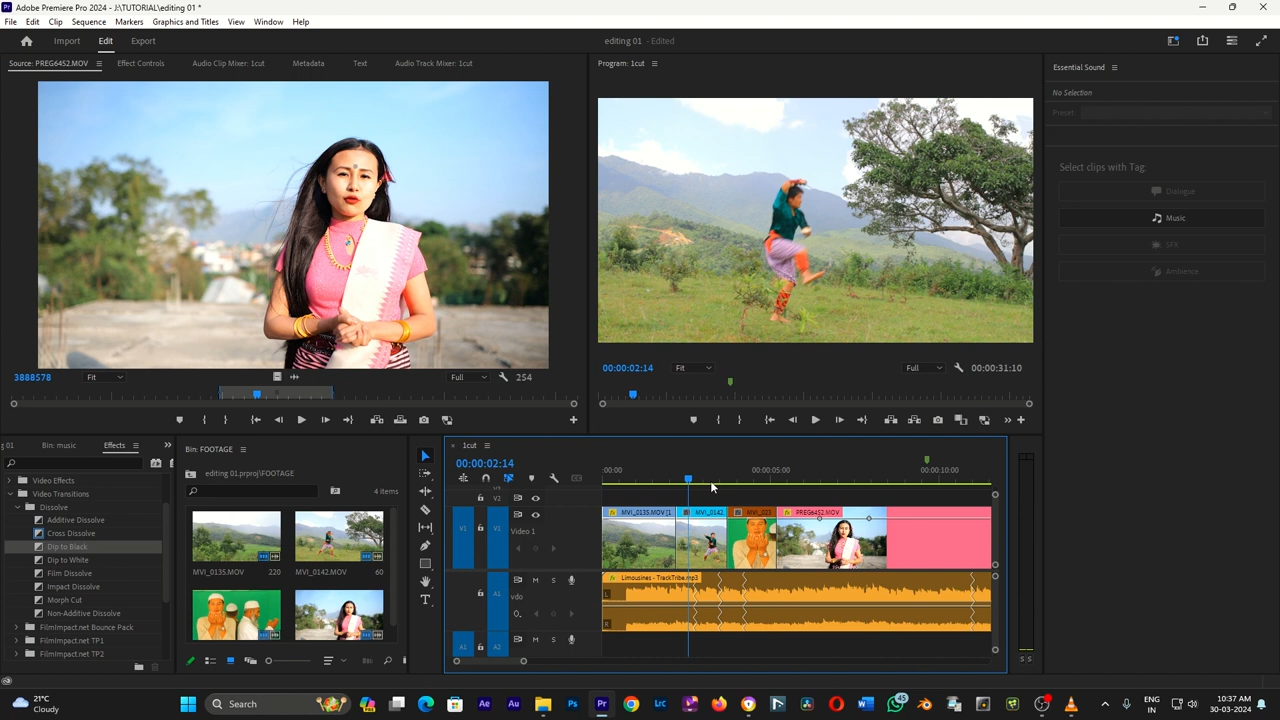 Adobe Premiere Pro 2024 - J:\TUTORIAL\editing 01 *
File Edit Clip Sequence Markers Graphics and Titles View Window Help
Import Edit Export editing 01 - Edited
Source: PREG6452.MOV Effect Controls Audio Clip Mixer: 1cut Metadata Text Audio Track Mixer: 1cut
Program: 1cut
Essential Sound
No Selection
Preset:
Select clips with Tag:
Dialogue
Music
SFX
Ambience
3888578 Fit Full 254
00:00:02:14 Fit Full 00:00:31:10
g 01 Bin: music Effects
Video Effects
Video Transitions
Dissolve
Additive Dissolve
Cross Dissolve
Dip to Black
Dip to White
Film Dissolve
Impact Dissolve
Morph Cut
Non-Additive Dissolve
FilmImpact.net Bounce Pack
FilmImpact.net TP1
FilmImpact.net TP2
Bin: FOOTAGE
editing 01.prproj\FOOTAGE
4 items
MVI_0135.MOV 220 MVI_0142.MOV 60
1cut
00:00:02:14
:00:00 00:00:05:00 00:00:10:00
V2
V1 V1 Video 1
MVI_0135.MOV [1 MVI_0142. MVI_023 PREG6452.MOV
A1 M S
vdo
Limousines - TrackTribe.mp3
L
R
A1 A2 M S
S S
21°C
Cloudy
Search
45
ENG
IN
10:37 AM
30-03-2024